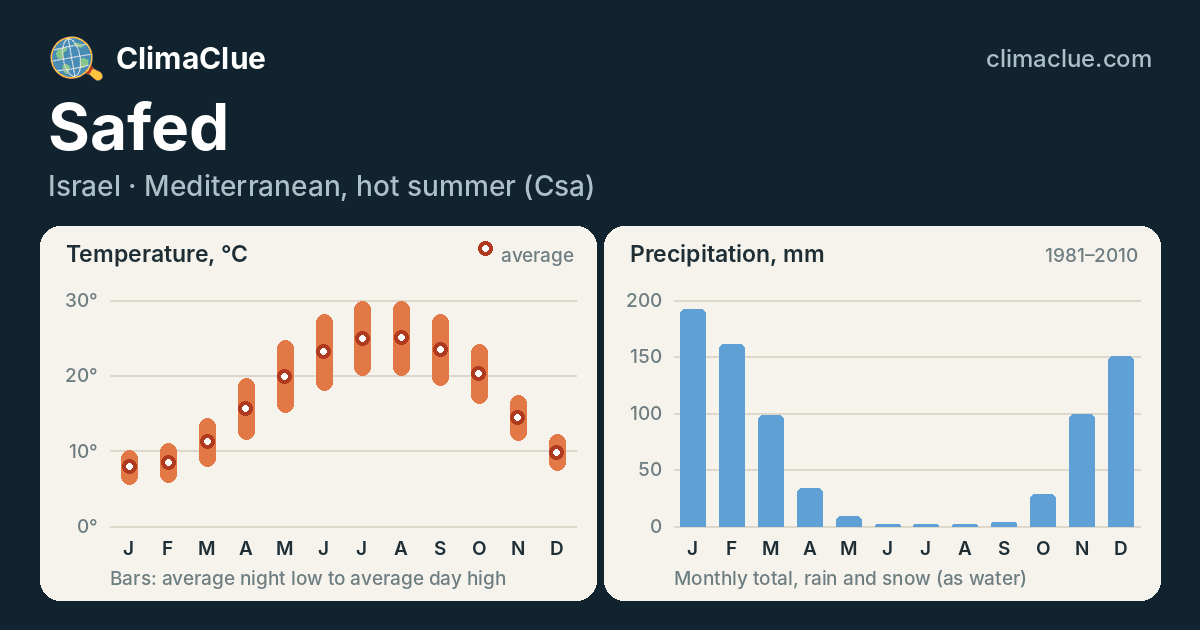 ClimaClue
climaclue.com
Safed
Israel · Mediterranean, hot summer (Csa)
Temperature, °C
average
30°
20°
10°
0°
J F M A M J J A S O N D
Bars: average night low to average day high
Precipitation, mm
1981–2010
200
150
100
50
0
J F M A M J J A S O N D
Monthly total, rain and snow (as water)